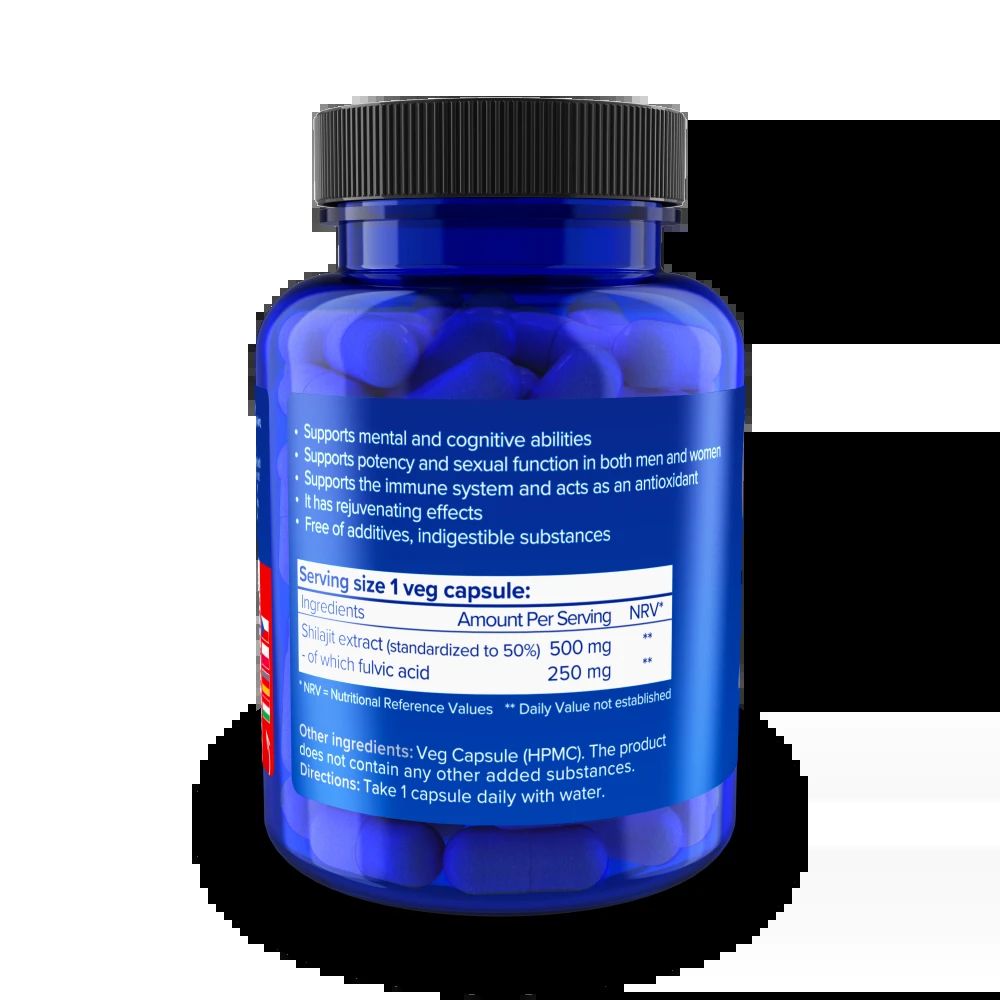 • Supports mental and cognitive abilities
• Supports potency and sexual function in both men and women
• Supports the immune system and acts as an antioxidant
• It has rejuvenating effects
• Free of additives, indigestible substances
Serving size 1 veg capsule:
Ingredients Amount Per Serving NRV*
Shilajit extract (standardized to 50%) 500 mg **
- of which fulvic acid 250 mg **
* NRV = Nutritional Reference Values ** Daily Value not established
Other ingredients: Veg Capsule (HPMC). The product
does not contain any other added substances.
Directions: Take 1 capsule daily with water.